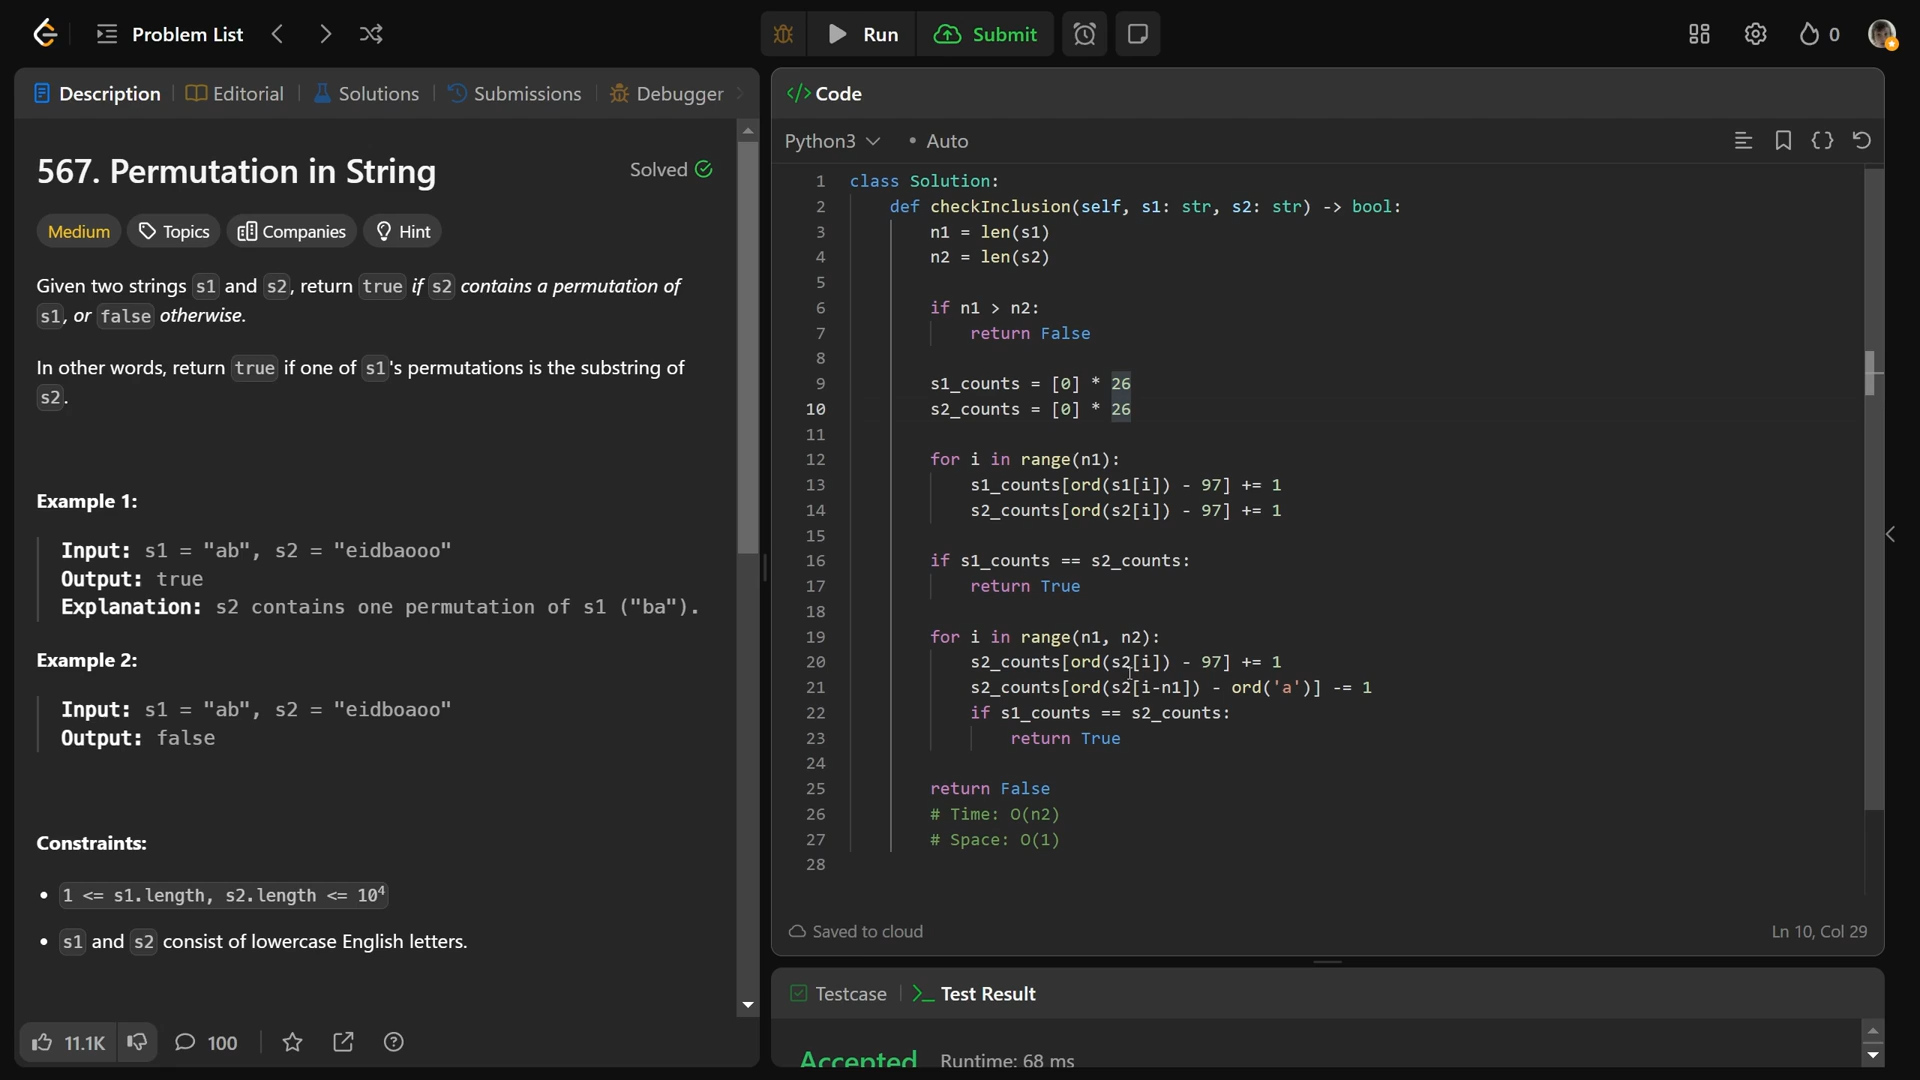 Problem List
Run
Submit
0
Description
Editorial
Solutions
Submissions
Debugger
567. Permutation in String
Solved
Medium
Topics
Companies
Hint
Given two strings s1 and s2, return true if s2 contains a permutation of
s1, or false otherwise.
In other words, return true if one of s1's permutations is the substring of
s2.
Example 1:
Input: s1 = "ab", s2 = "eidbaooo"
Output: true
Explanation: s2 contains one permutation of s1 ("ba").
Example 2:
Input: s1 = "ab", s2 = "eidboaoo"
Output: false
Constraints:
• 1 <= s1.length, s2.length <= 10⁴
• s1 and s2 consist of lowercase English letters.
11.1K
100
</> Code
Python3
• Auto
1 class Solution:
2 def checkInclusion(self, s1: str, s2: str) -> bool:
3 n1 = len(s1)
4 n2 = len(s2)
5
6 if n1 > n2:
7 return False
8
9 s1_counts = [0] * 26
10 s2_counts = [0] * 26
11
12 for i in range(n1):
13 s1_counts[ord(s1[i]) - 97] += 1
14 s2_counts[ord(s2[i]) - 97] += 1
15
16 if s1_counts == s2_counts:
17 return True
18
19 for i in range(n1, n2):
20 s2_counts[ord(s2[i]) - 97] += 1
21 s2_counts[ord(s2[i-n1]) - ord('a')] -= 1
22 if s1_counts == s2_counts:
23 return True
24
25 return False
26 # Time: O(n2)
27 # Space: O(1)
28
Saved to cloud
Ln 10, Col 29
Testcase
Test Result
Accepted
Runtime: 68 ms